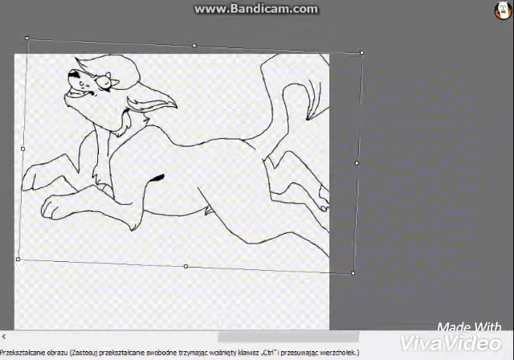 www.Bandicam.com
Przekształcanie obrazu (Zastosuj przekształcanie swobodne trzymając wciśnięty klawisz „Ctrl” i przesuwając wierzchołek.)
Made With
VivaVideo